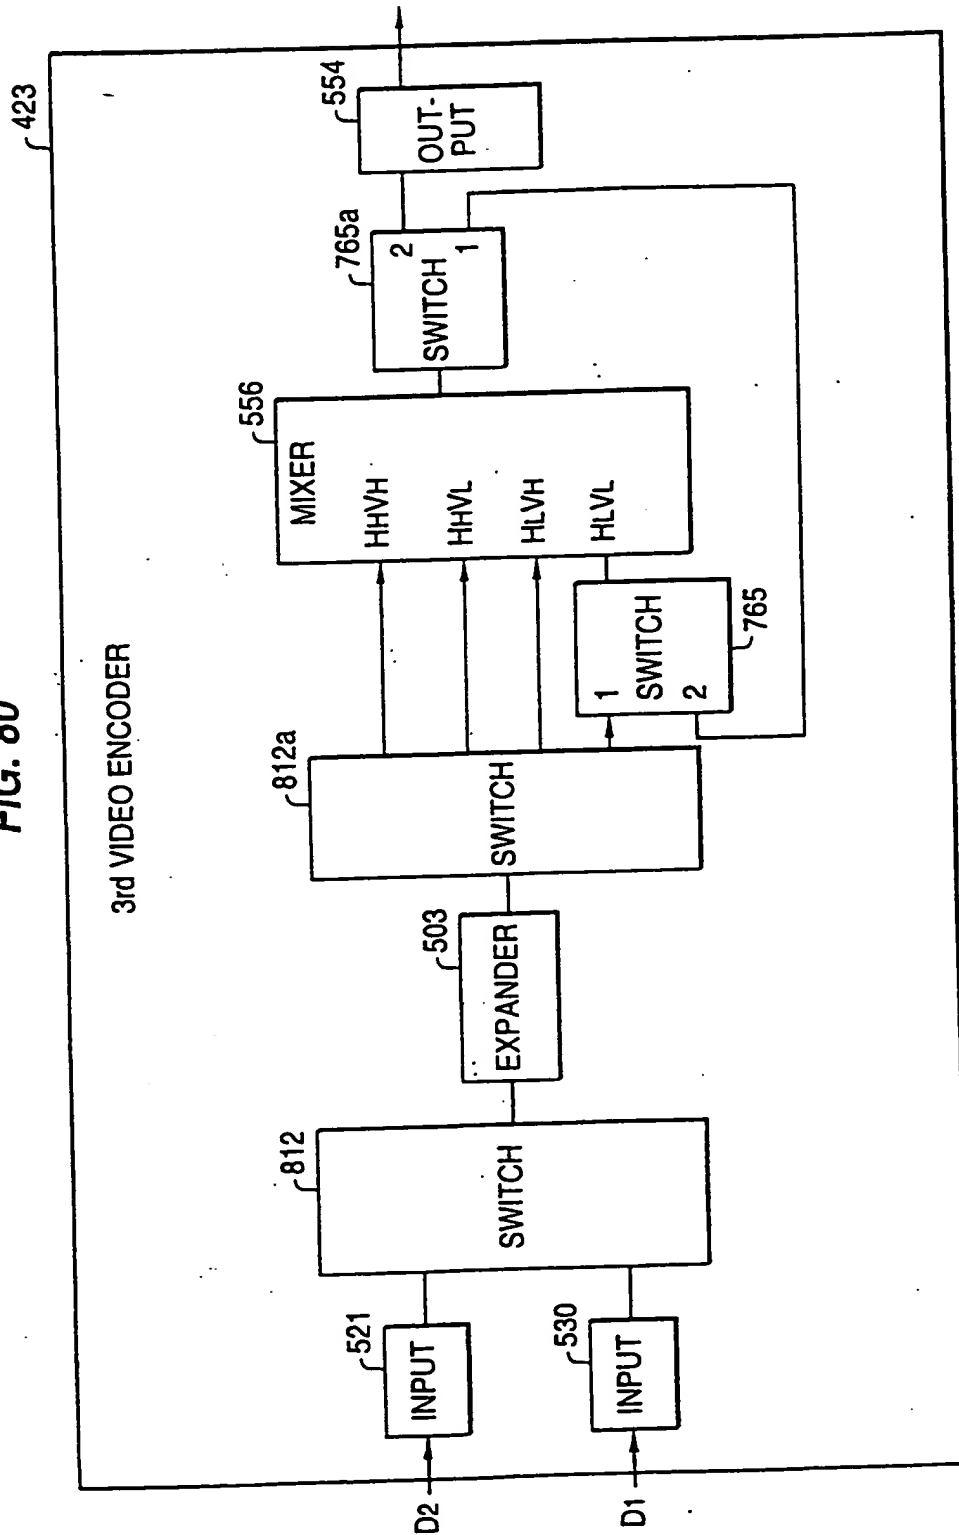 FIG. 80
423
3rd VIDEO ENCODER
D2
INPUT
521
D1
INPUT
530
SWITCH
812
EXPANDER
503
SWITCH
812a
1
SWITCH
2
765
MIXER
556
HHVH
HHVL
HLVH
HLVL
SWITCH
2
1
765a
OUT-
PUT
554